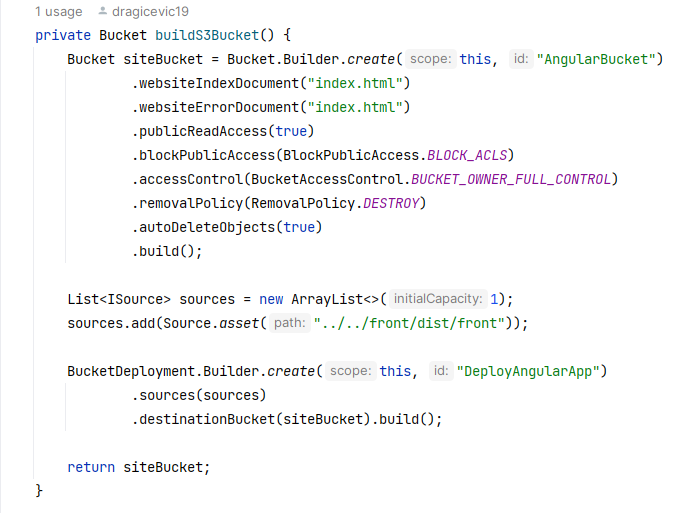 1 usage dragicevic19
private Bucket buildS3Bucket() {
Bucket siteBucket = Bucket.Builder.create( scope: this, id: "AngularBucket")
.websiteIndexDocument("index.html")
.websiteErrorDocument("index.html")
.publicReadAccess(true)
.blockPublicAccess(BlockPublicAccess.BLOCK_ACLS)
.accessControl(BucketAccessControl.BUCKET_OWNER_FULL_CONTROL)
.removalPolicy(RemovalPolicy.DESTROY)
.autoDeleteObjects(true)
.build();
List<ISource> sources = new ArrayList<>( initialCapacity: 1);
sources.add(Source.asset( path: "../../front/dist/front"));
BucketDeployment.Builder.create( scope: this, id: "DeployAngularApp")
.sources(sources)
.destinationBucket(siteBucket).build();
return siteBucket;
}